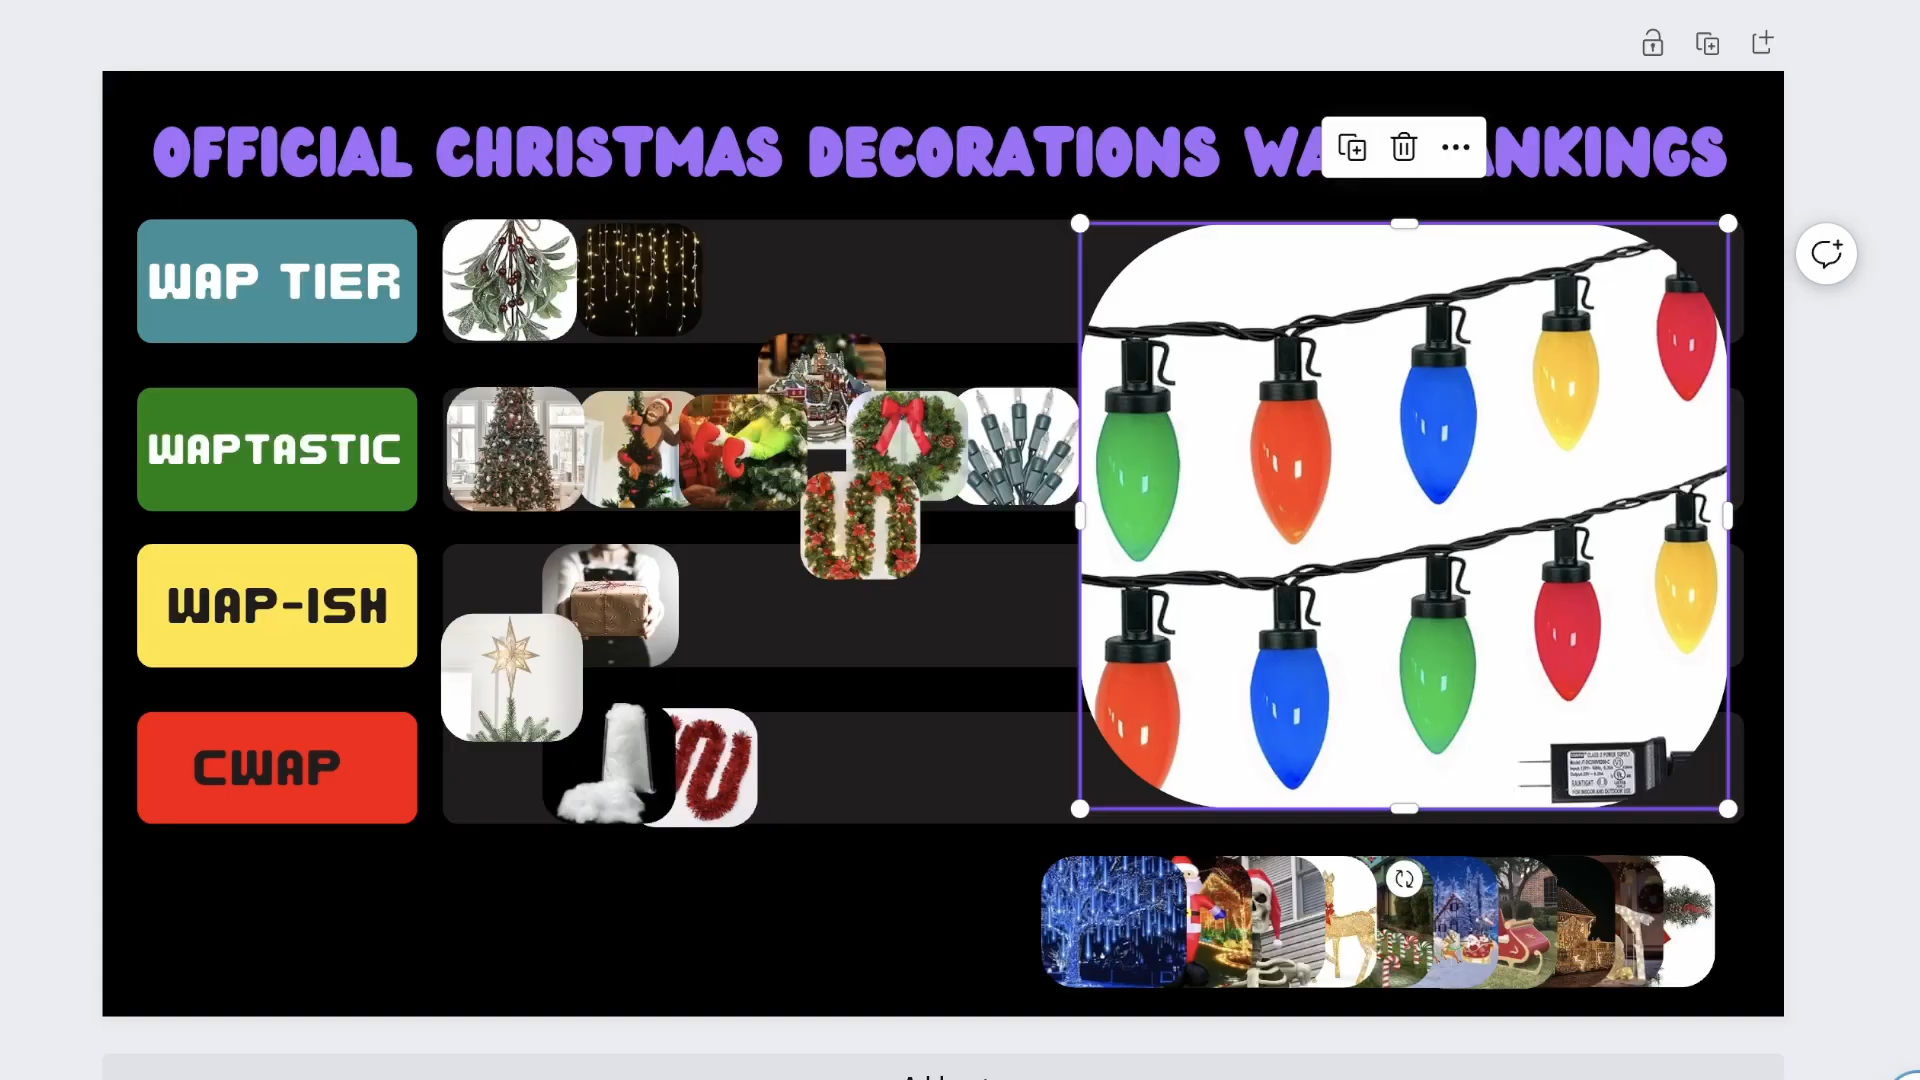 OFFICIAL CHRISTMAS DECORATIONS WA NKINGS
WAP TIER
WAPTASTIC
WAP-ISH
CWAP